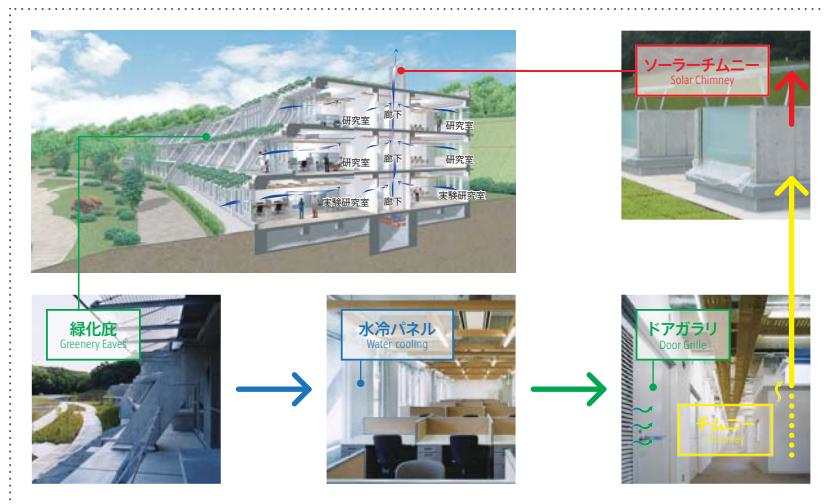 ソーラーチムニー
Solar Chimney
研究室
廊下
研究室
研究室
廊下
研究室
実験研究室
廊下
実験研究室
緑化庇
Greenery Eaves
水冷パネル
Water cooling
ドアガラリ
Door Grille
チムニー
Chimney